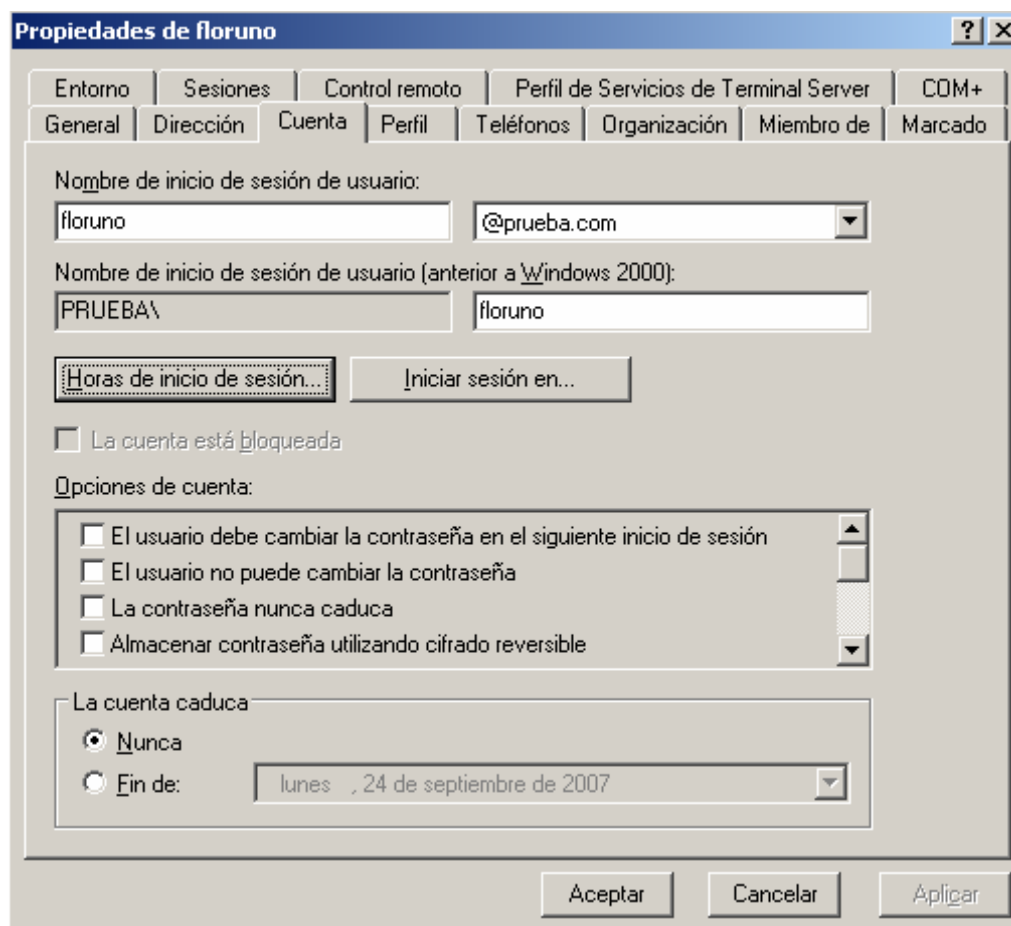 Propiedades de floruno
Entorno Sesiones Control remoto Perfil de Servicios de Terminal Server COM+
General Dirección Cuenta Perfil Teléfonos Organización Miembro de Marcado
Nombre de inicio de sesión de usuario:
floruno @prueba.com
Nombre de inicio de sesión de usuario (anterior a Windows 2000):
PRUEBA\ floruno
Horas de inicio de sesión... Iniciar sesión en...
La cuenta está bloqueada
Opciones de cuenta:
El usuario debe cambiar la contraseña en el siguiente inicio de sesión
El usuario no puede cambiar la contraseña
La contraseña nunca caduca
Almacenar contraseña utilizando cifrado reversible
La cuenta caduca
Nunca
Fin de: lunes , 24 de septiembre de 2007
Aceptar Cancelar Aplicar